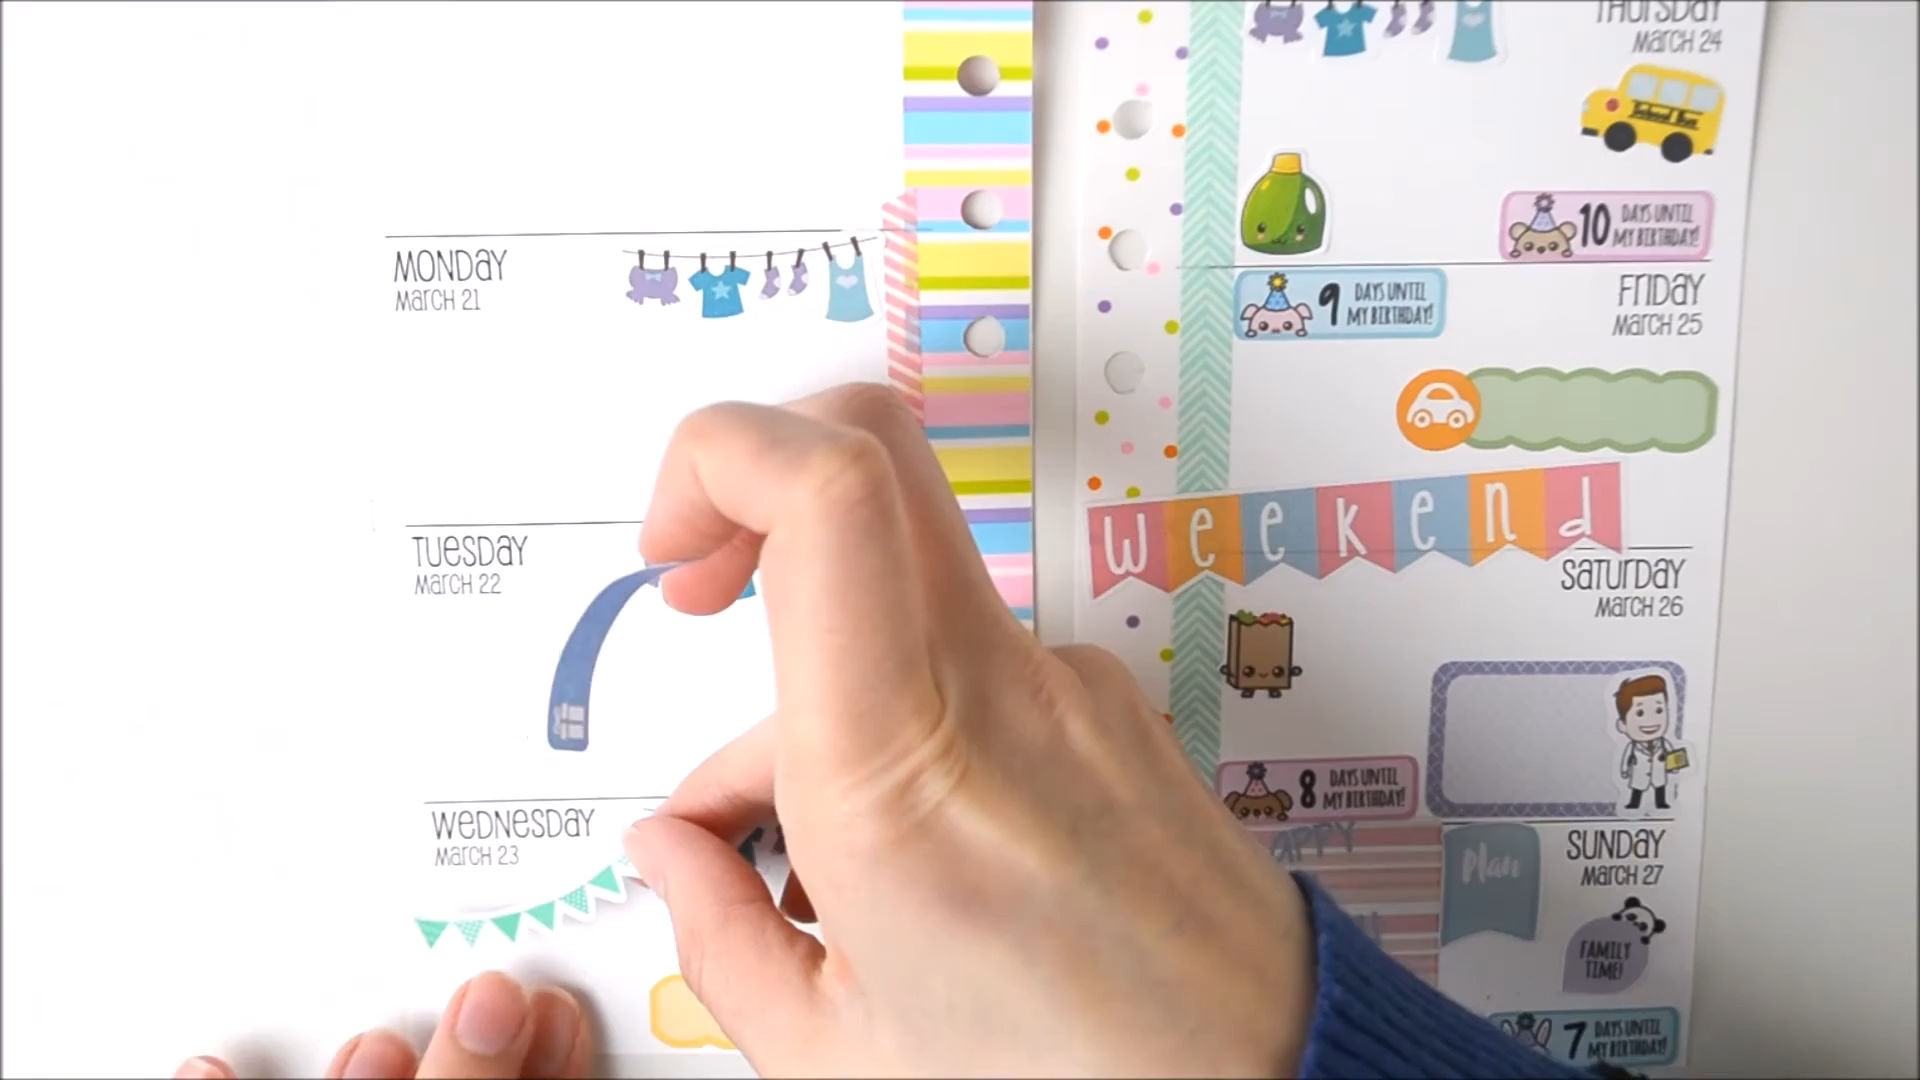 MONDAY
March 21
TUESDAY
March 22
WEDNESDAY
March 23
THURSDAY
March 24
School Bus
10 DAYS UNTIL
MY BIRTHDAY!
FRIDAY
March 25
9 DAYS UNTIL
MY BIRTHDAY!
weekend
SATURDAY
March 26
8 DAYS UNTIL
MY BIRTHDAY!
SUNDAY
March 27
Plan
FAMILY
TIME!
7 DAYS UNTIL
MY BIRTHDAY!